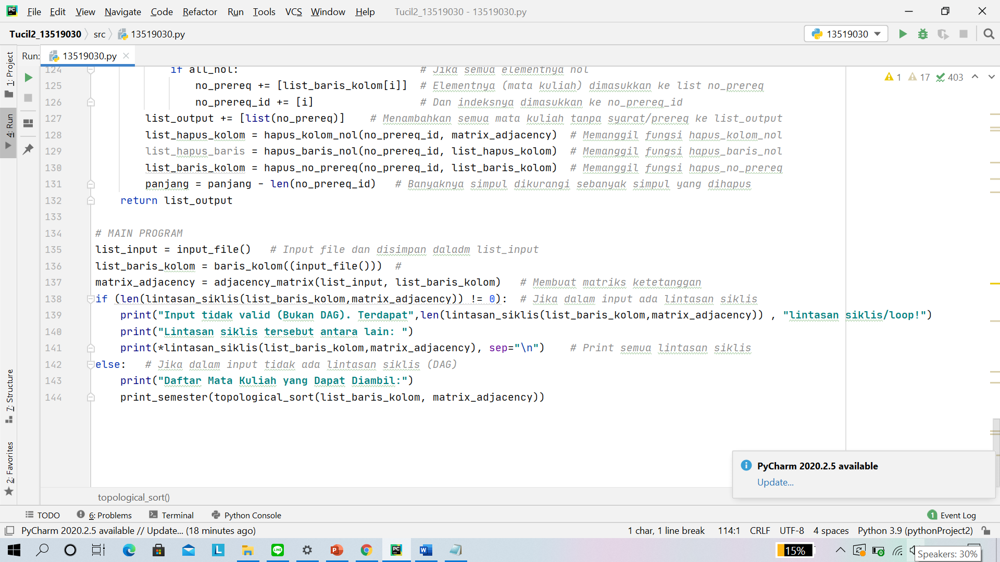 File Edit View Navigate Code Refactor Run Tools VCS Window Help Tucil2_13519030 - 13519030.py
Tucil2_13519030 src 13519030.py 13519030
Run: 13519030.py
1: Project
4: Run
7: Structure
2: Favorites
1 17 403
124 if all_nol: # Jika semua elementnya nol
125 no_prereq += [list_baris_kolom[i]] # Elementnya (mata kuliah) dimasukkan ke list no_prereq
126 no_prereq_id += [i] # Dan indeksnya dimasukkan ke no_prereq_id
127 list_output += [list(no_prereq)] # Menambahkan semua mata kuliah tanpa syarat/prereq ke list_output
128 list_hapus_kolom = hapus_kolom_nol(no_prereq_id, matrix_adjacency) # Memanggil fungsi hapus_kolom_nol
129 list_hapus_baris = hapus_baris_nol(no_prereq_id, list_hapus_kolom) # Memanggil fungsi hapus_baris_nol
130 list_baris_kolom = hapus_no_prereq(no_prereq_id, list_baris_kolom) # Memanggil fungsi hapus_no_prereq
131 panjang = panjang - len(no_prereq_id) # Banyaknya simpul dikurangi sebanyak simpul yang dihapus
132 return list_output
133
134 # MAIN PROGRAM
135 list_input = input_file() # Input file dan disimpan daladm list_input
136 list_baris_kolom = baris_kolom((input_file())) #
137 matrix_adjacency = adjacency_matrix(list_input, list_baris_kolom) # Membuat matriks ketetanggan
138 if (len(lintasan_siklis(list_baris_kolom,matrix_adjacency)) != 0): # Jika dalam input ada lintasan siklis
139 print("Input tidak valid (Bukan DAG). Terdapat",len(lintasan_siklis(list_baris_kolom,matrix_adjacency)) , "lintasan siklis/loop!")
140 print("Lintasan siklis tersebut antara lain: ")
141 print(*lintasan_siklis(list_baris_kolom,matrix_adjacency), sep="\n") # Print semua lintasan siklis
142 else: # Jika dalam input tidak ada lintasan siklis (DAG)
143 print("Daftar Mata Kuliah yang Dapat Diambil:")
144 print_semester(topological_sort(list_baris_kolom, matrix_adjacency))
PyCharm 2020.2.5 available
Update...
topological_sort()
TODO 6: Problems Terminal Python Console 1 Event Log
PyCharm 2020.2.5 available // Update... (18 minutes ago) 1 char, 1 line break 114:1 CRLF UTF-8 4 spaces Python 3.9 (pythonProject2)
15%
Speakers: 30%